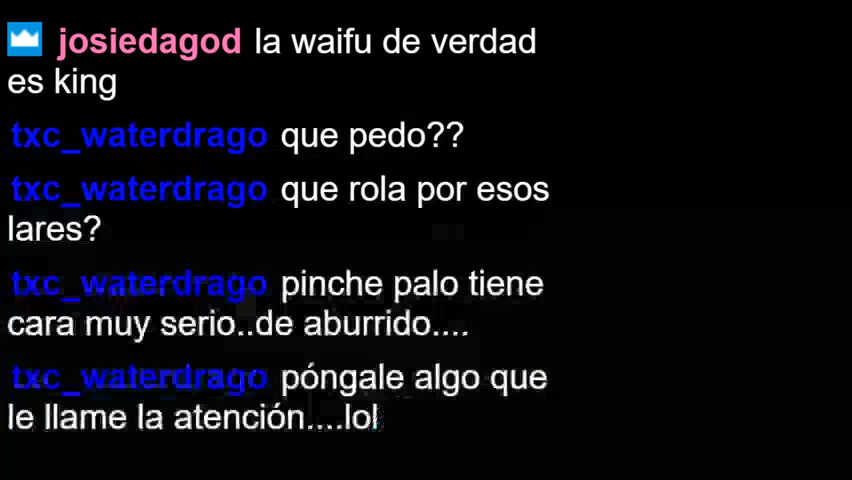 josiedagod la waifu de verdad
es king
txc_waterdrago que pedo??
txc_waterdrago que rola por esos
lares?
txc_waterdrago pinche palo tiene
cara muy serio..de aburrido....
txc_waterdrago póngale algo que
le llame la atención....lol